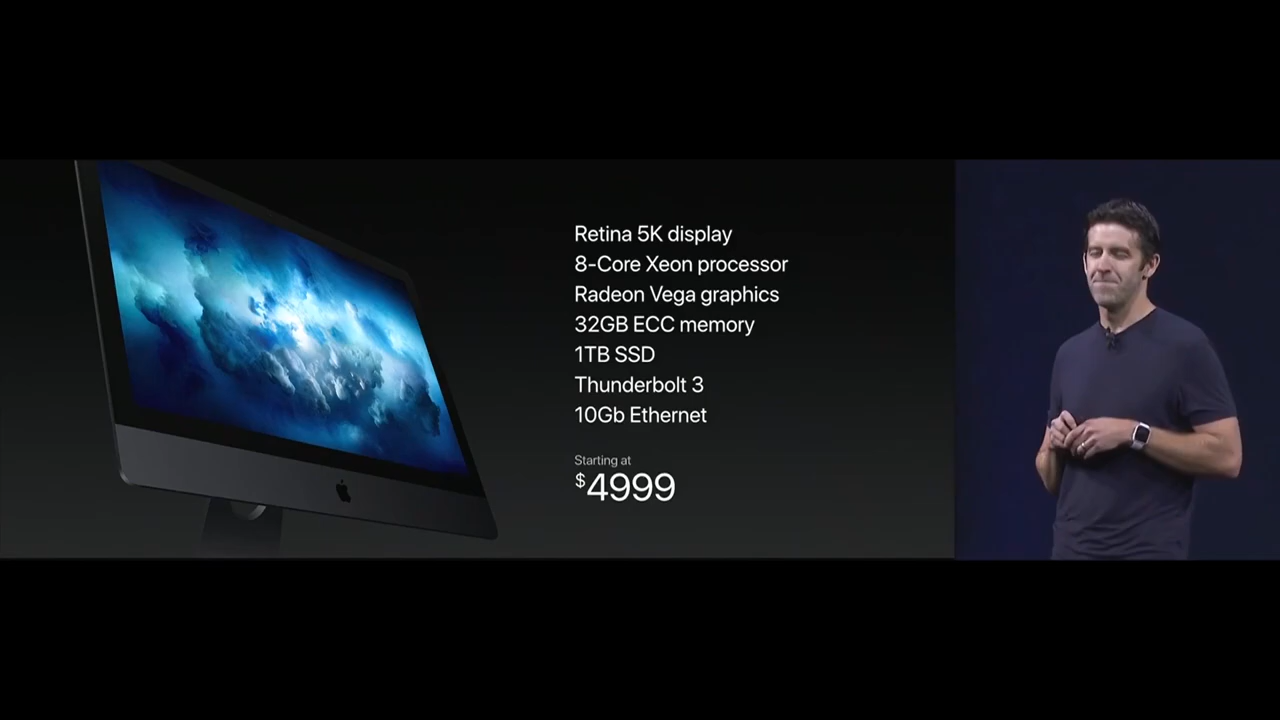 Retina 5K display
8-Core Xeon processor
Radeon Vega graphics
32GB ECC memory
1TB SSD
Thunderbolt 3
10Gb Ethernet
Starting at
$4999